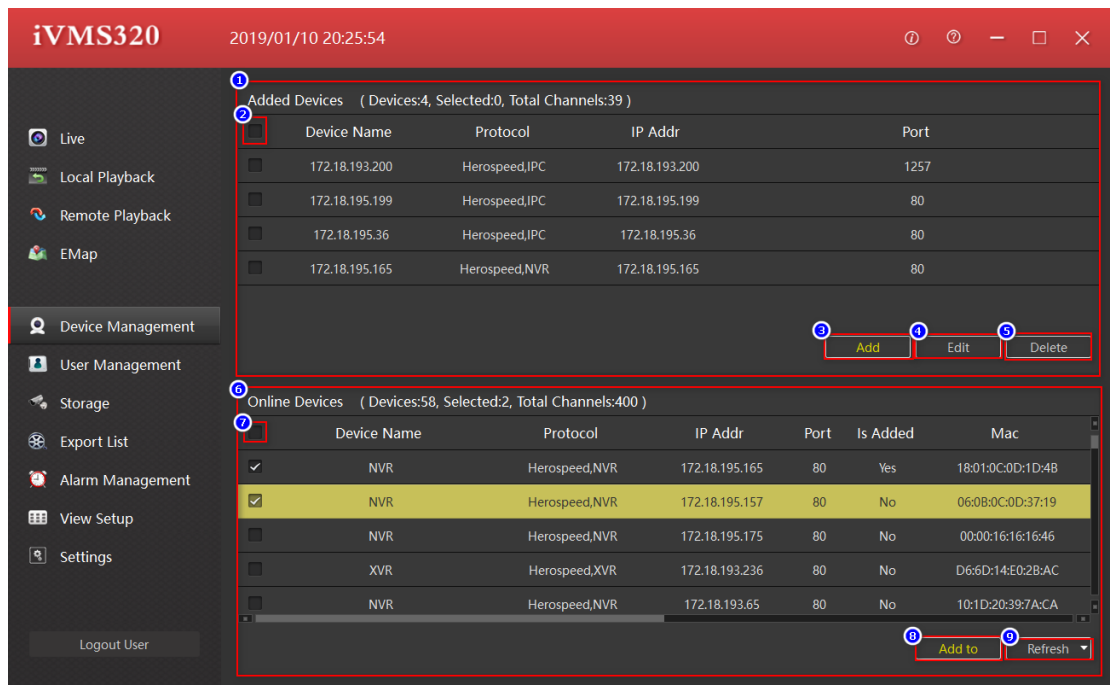 iVMS320 2019/01/10 20:25:54
Live
Local Playback
Remote Playback
EMap
Device Management
User Management
Storage
Export List
Alarm Management
View Setup
Settings
Logout User
1
Added Devices ( Devices:4, Selected:0, Total Channels:39 )
2
Device Name Protocol IP Addr Port
172.18.193.200 Herospeed,IPC 172.18.193.200 1257
172.18.195.199 Herospeed,IPC 172.18.195.199 80
172.18.195.36 Herospeed,IPC 172.18.195.36 80
172.18.195.165 Herospeed,NVR 172.18.195.165 80
3 4 5
Add Edit Delete
6
Online Devices ( Devices:58, Selected:2, Total Channels:400 )
7
Device Name Protocol IP Addr Port Is Added Mac
NVR Herospeed,NVR 172.18.195.165 80 Yes 18:01:0C:0D:1D:4B
NVR Herospeed,NVR 172.18.195.157 80 No 06:0B:0C:0D:37:19
NVR Herospeed,NVR 172.18.195.175 80 No 00:00:16:16:16:46
XVR Herospeed,XVR 172.18.193.236 80 No D6:6D:14:E0:2B:AC
NVR Herospeed,NVR 172.18.193.65 80 No 10:1D:20:39:7A:CA
8 9
Add to Refresh